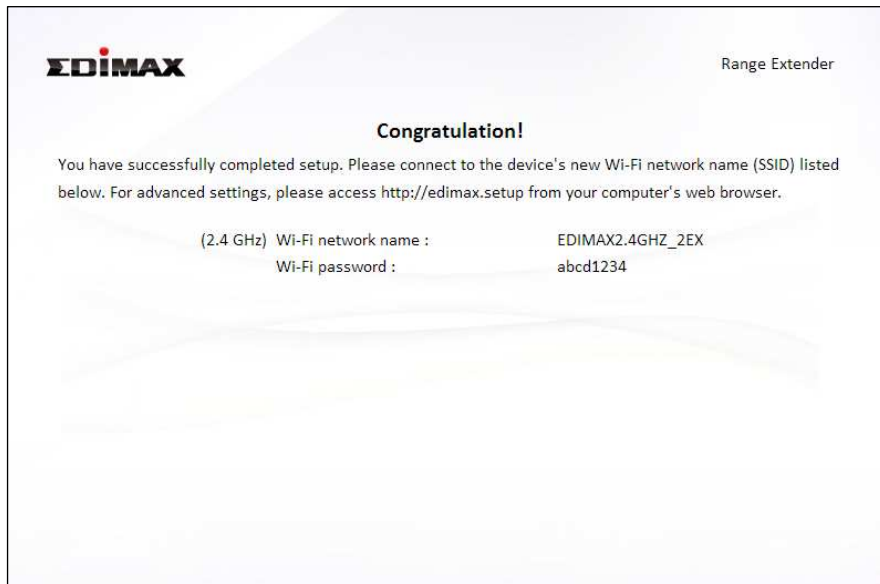 EDIMAX
Range Extender
Congratulation!
You have successfully completed setup. Please connect to the device's new Wi-Fi network name (SSID) listed
below. For advanced settings, please access http://edimax.setup from your computer's web browser.
(2.4 GHz) Wi-Fi network name : EDIMAX2.4GHZ_2EX
Wi-Fi password : abcd1234